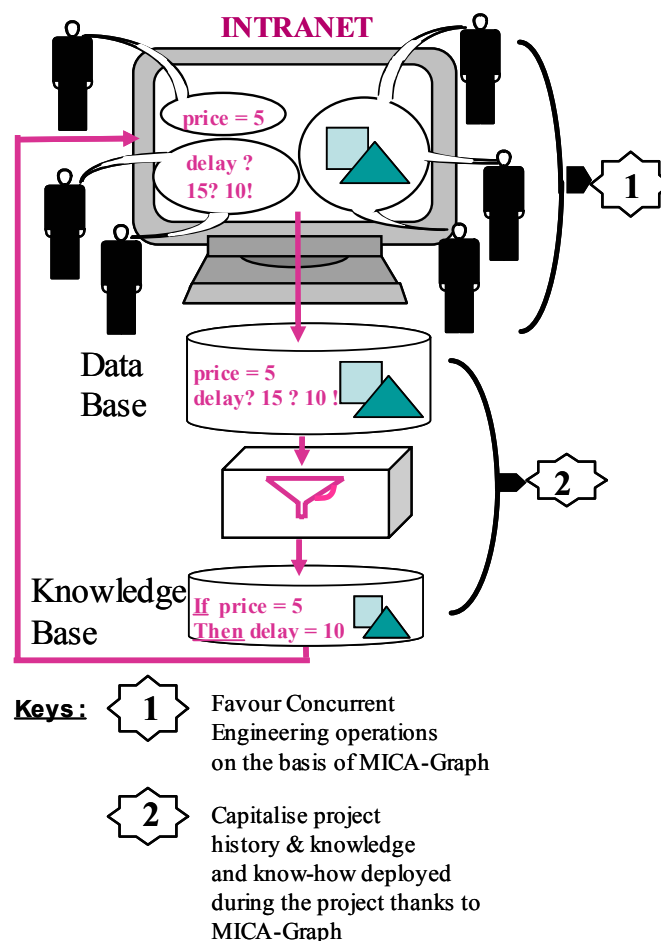 INTRANET
price = 5
delay ?
15? 10!
1
Data
Base
price = 5
delay? 15 ? 10 !
2
Knowledge
Base
If price = 5
Then delay = 10
Keys:
1
Favour Concurrent
Engineering operations
on the basis of MICA-Graph
2
Capitalise project
history & knowledge
and know-how deployed
during the project thanks to
MICA-Graph